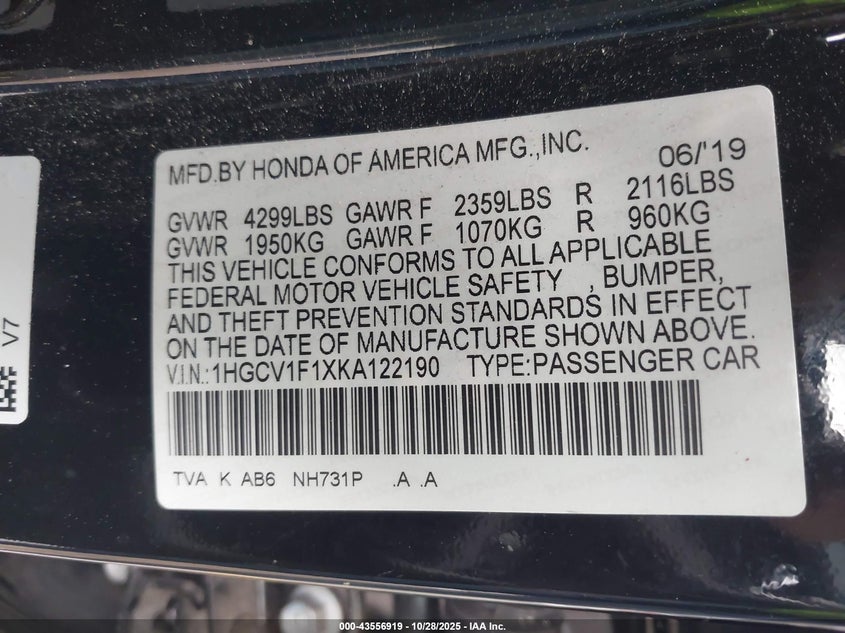 MFD.BY HONDA OF AMERICA MFG.,INC. 06/'19
GVWR 4299LBS GAWR F 2359LBS R 2116LBS
GVWR 1950KG GAWR F 1070KG R 960KG
THIS VEHICLE CONFORMS TO ALL APPLICABLE
FEDERAL MOTOR VEHICLE SAFETY , BUMPER,
AND THEFT PREVENTION STANDARDS IN EFFECT
ON THE DATE OF MANUFACTURE SHOWN ABOVE.
V.I.N.:1HGCV1F1XKA122190 TYPE:PASSENGER CAR
TVA K AB6 NH731P .A .A
V7
000-43556919 - 10/28/2025 - IAA Inc.